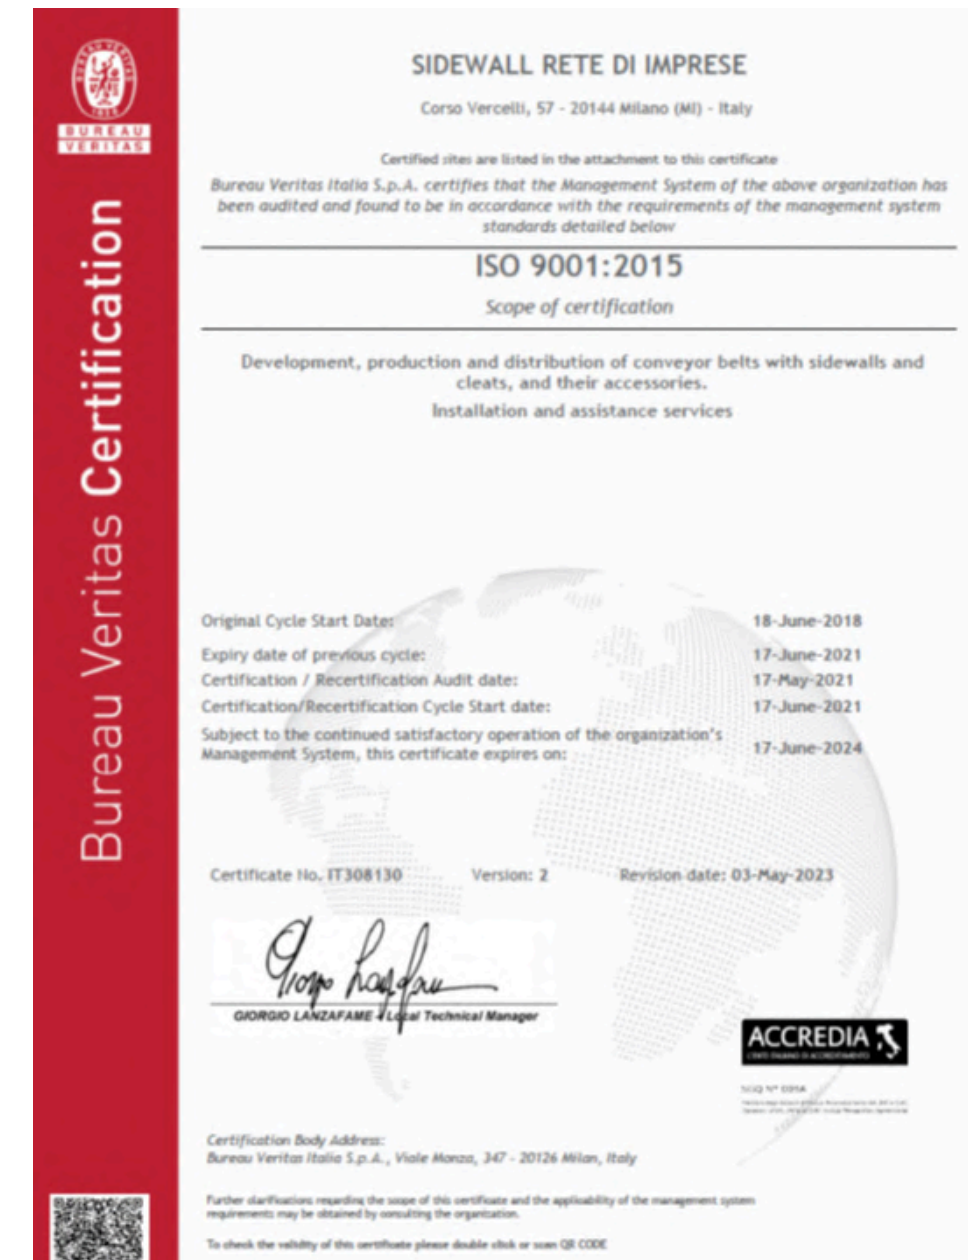 BUREAU VERITAS
1828
BUREAU
VERITAS
Bureau Veritas Certification
SIDEWALL RETE DI IMPRESE
Corso Vercelli, 57 - 20144 Milano (MI) - Italy
Certified sites are listed in the attachment to this certificate
Bureau Veritas Italia S.p.A. certifies that the Management System of the above organization has
been audited and found to be in accordance with the requirements of the management system
standards detailed below
ISO 9001:2015
Scope of certification
Development, production and distribution of conveyor belts with sidewalls and
cleats, and their accessories.
Installation and assistance services
Original Cycle Start Date: 18-June-2018
Expiry date of previous cycle: 17-June-2021
Certification / Recertification Audit date: 17-May-2021
Certification/Recertification Cycle Start date: 17-June-2021
Subject to the continued satisfactory operation of the organization's
Management System, this certificate expires on: 17-June-2024
Certificate No. IT308130 Version: 2 Revision date: 03-May-2023
GIORGIO LANZAFAME - Local Technical Manager
ACCREDIA
L'ENTE ITALIANO DI ACCREDITAMENTO
SGQ N° 009A
Certification Body Address:
Bureau Veritas Italia S.p.A., Viale Monza, 347 - 20126 Milan, Italy
Further clarifications regarding the scope of this certificate and the applicability of the management system
requirements may be obtained by consulting the organization.
To check the validity of this certificate please double click or scan QR CODE